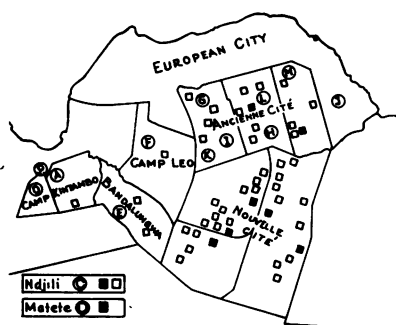 EUROPEAN CITY
M
G
L
J
ANCIENNE CITÉ
F
H
I
K
CAMP LEO
A
CAMP KINTAMBO
BANDALUNGWA
E
NOUVELLE
CITÉ
Ndjili C
Matete